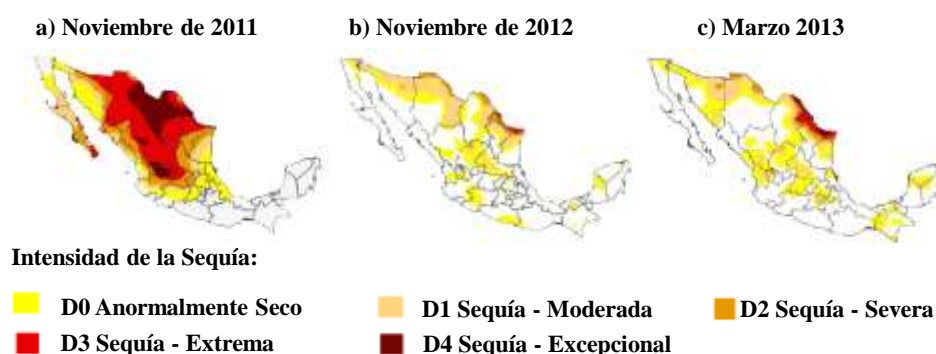 a) Noviembre de 2011 b) Noviembre de 2012 c) Marzo 2013
Intensidad de la Sequía:
D0 Anormalmente Seco D1 Sequía - Moderada D2 Sequía - Severa
D3 Sequía - Extrema D4 Sequía - Excepcional